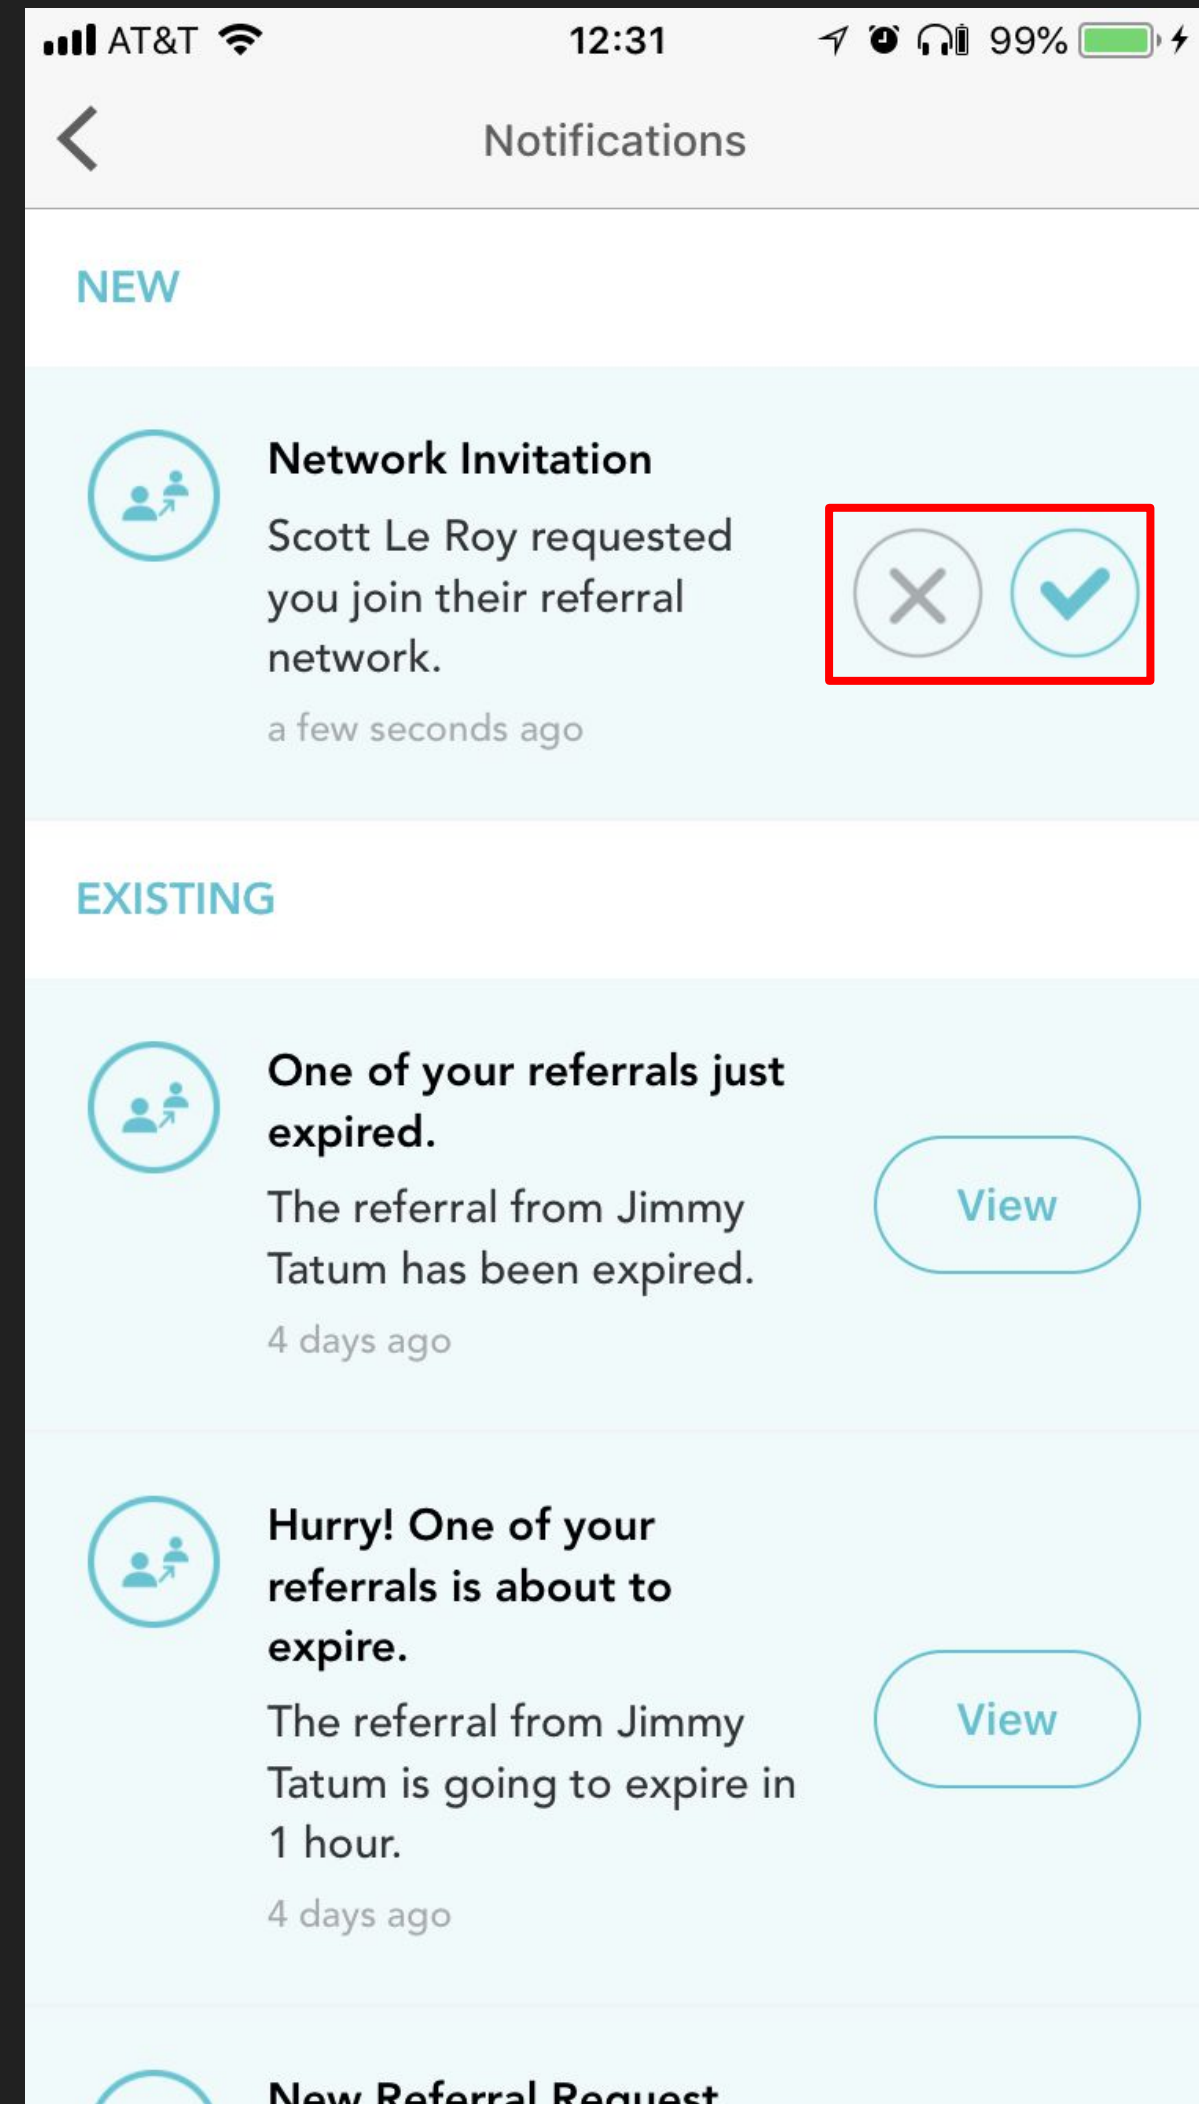 AT&T 12:31 99%
Notifications
NEW
Network Invitation
Scott Le Roy requested
you join their referral
network.
a few seconds ago
EXISTING
One of your referrals just
expired.
The referral from Jimmy
Tatum has been expired.
4 days ago
View
Hurry! One of your
referrals is about to
expire.
The referral from Jimmy
Tatum is going to expire in
1 hour.
4 days ago
View
New Referral Request